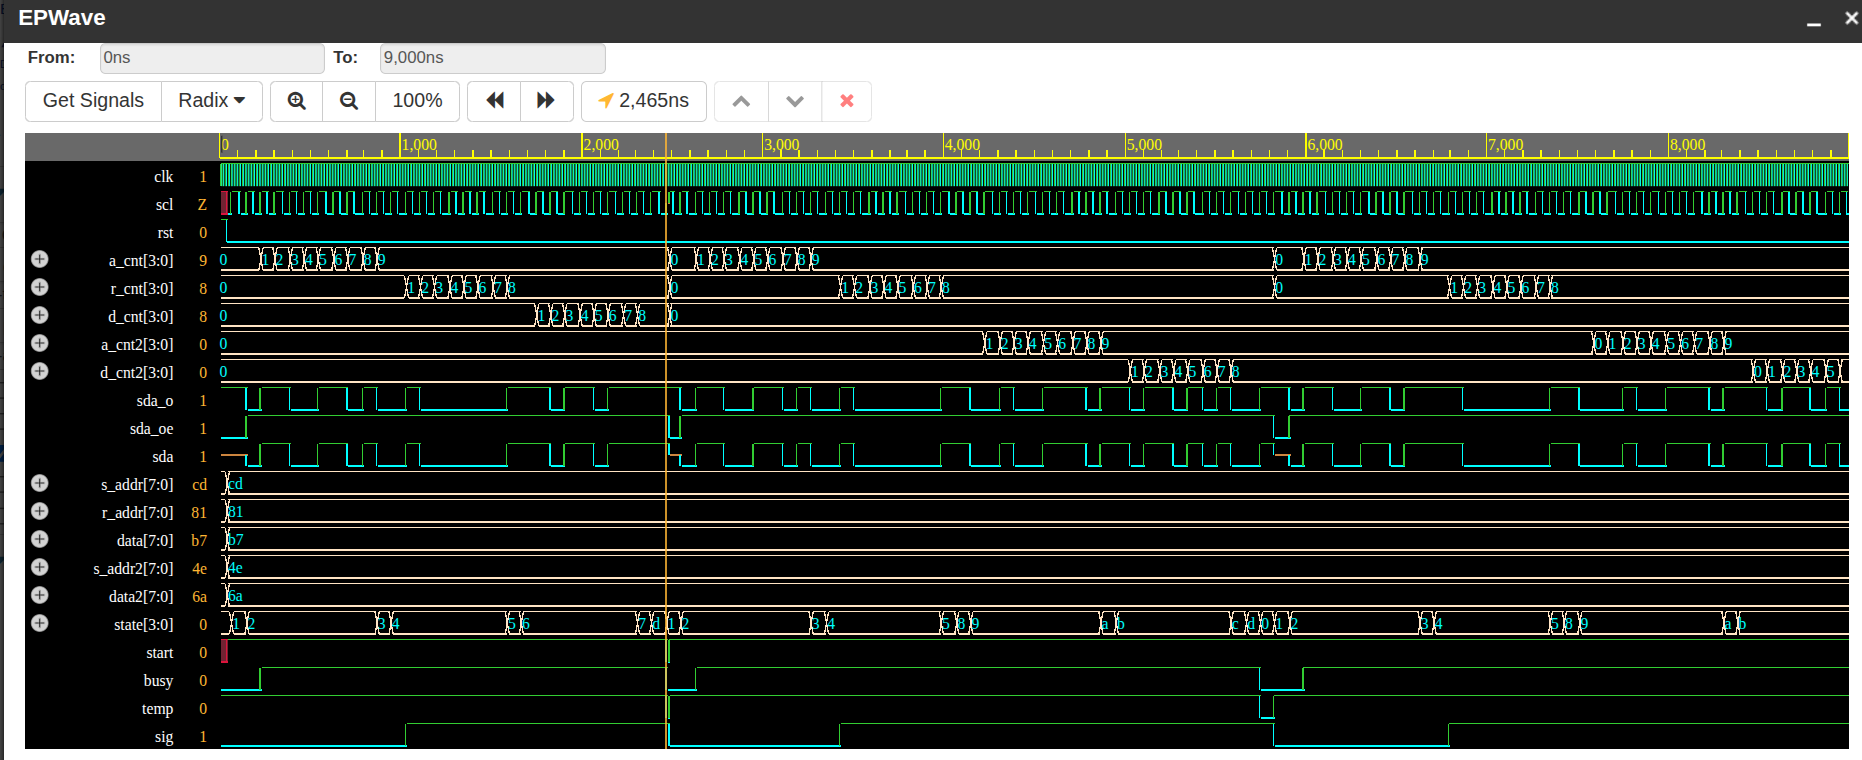 EPWave
From: 0ns To: 9,000ns
Get Signals Radix 100% 2,465ns
0 1,000 2,000 3,000 4,000 5,000 6,000 7,000 8,000
clk 1
scl Z
rst 0
a_cnt[3:0] 9 0 1 2 3 4 5 6 7 8 9 0 1 2 3 4 5 6 7 8 9 0 1 2 3 4 5 6 7 8 9
r_cnt[3:0] 8 0 1 2 3 4 5 6 7 8 0 1 2 3 4 5 6 7 8 0 1 2 3 4 5 6 7 8
d_cnt[3:0] 8 0 1 2 3 4 5 6 7 8 0
a_cnt2[3:0] 0 0 1 2 3 4 5 6 7 8 9 0 1 2 3 4 5 6 7 8 9
d_cnt2[3:0] 0 0 1 2 3 4 5 6 7 8 0 1 2 3 4 5
sda_o 1
sda_oe 1
sda 1
s_addr[7:0] cd cd
r_addr[7:0] 81 81
data[7:0] b7 b7
s_addr2[7:0] 4e 4e
data2[7:0] 6a 6a
state[3:0] 0 1 2 3 4 5 6 7 d 1 2 3 4 5 8 9 a b c d 0 1 2 3 4 5 8 9 a b
start 0
busy 0
temp 0
sig 1